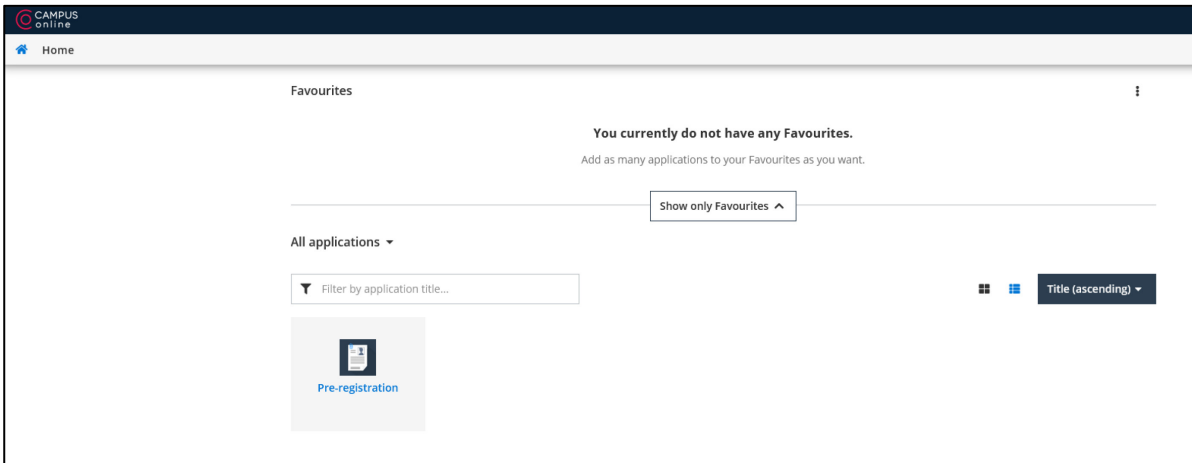 CAMPUS
online
Home
Favourites
You currently do not have any Favourites.
Add as many applications to your Favourites as you want.
Show only Favourites
All applications
Filter by application title...
Title (ascending)
Pre-registration